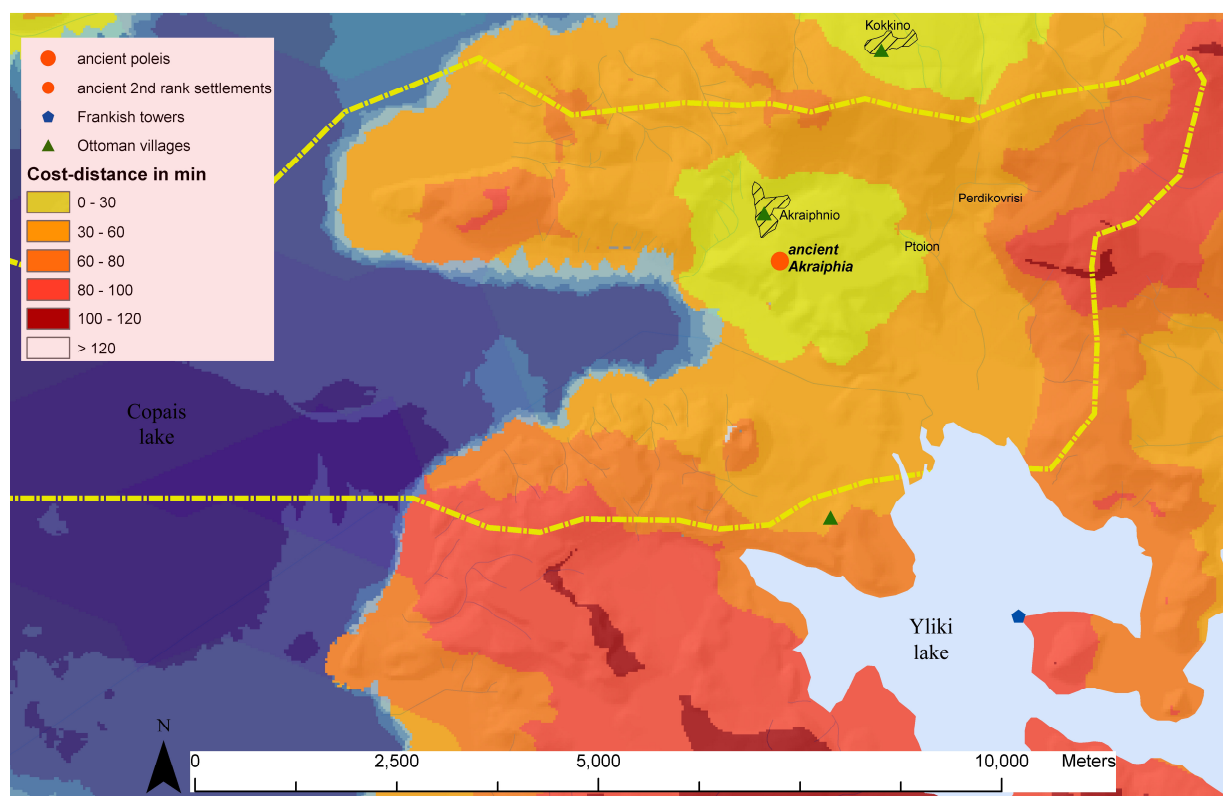 Kokkino
ancient poleis
ancient 2nd rank settlements
Frankish towers
Ottoman villages
Cost-distance in min
0 - 30
30 - 60
60 - 80
80 - 100
100 - 120
> 120
Perdikovrisi
Akraiphnio
Ptoion
ancient
Akraiphia
Copais
lake
Yliki
lake
N
0
2,500
5,000
10,000
Meters